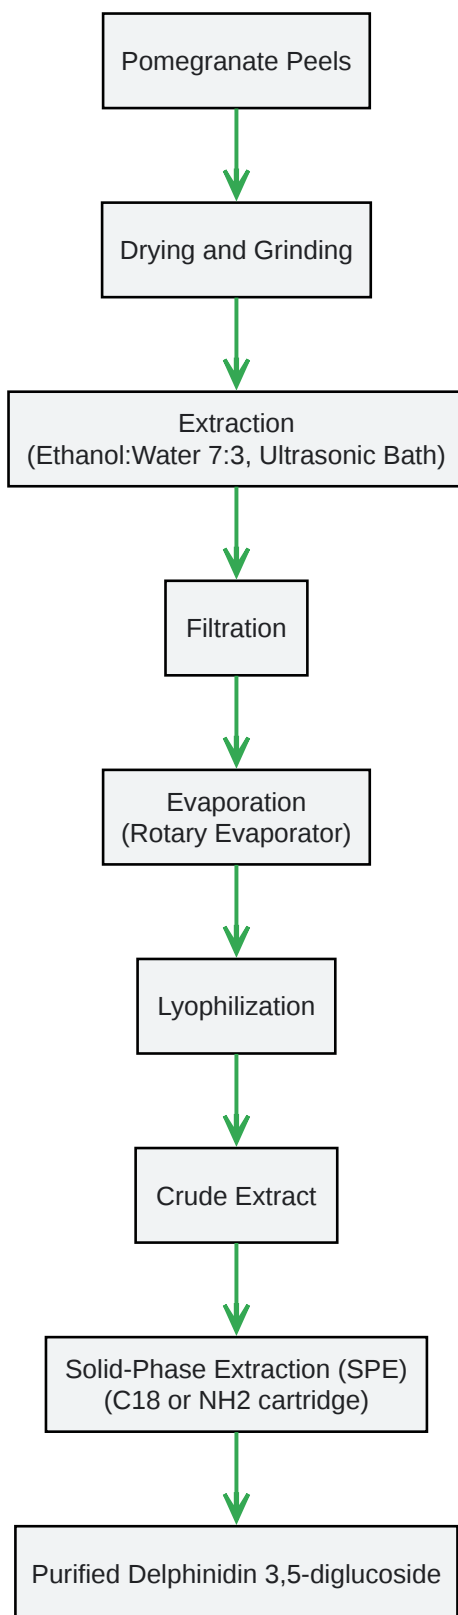 Pomegranate Peels
Drying and Grinding
Extraction
(Ethanol:Water 7:3, Ultrasonic Bath)
Filtration
Evaporation
(Rotary Evaporator)
Lyophilization
Crude Extract
Solid-Phase Extraction (SPE)
(C18 or NH2 cartridge)
Purified Delphinidin 3,5-diglucoside